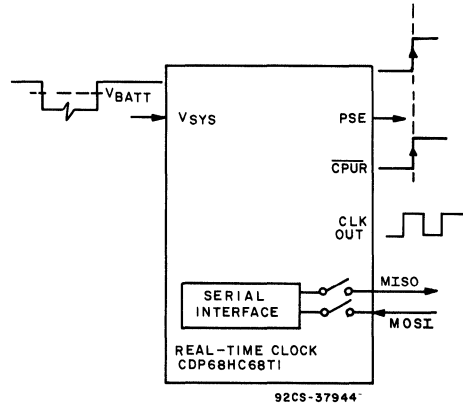 VBATT
VSYS
PSE
CPUR
CLK
OUT
MISO
SERIAL
INTERFACE
MOSI
REAL-TIME CLOCK
CDP68HC68T1
92CS-37944